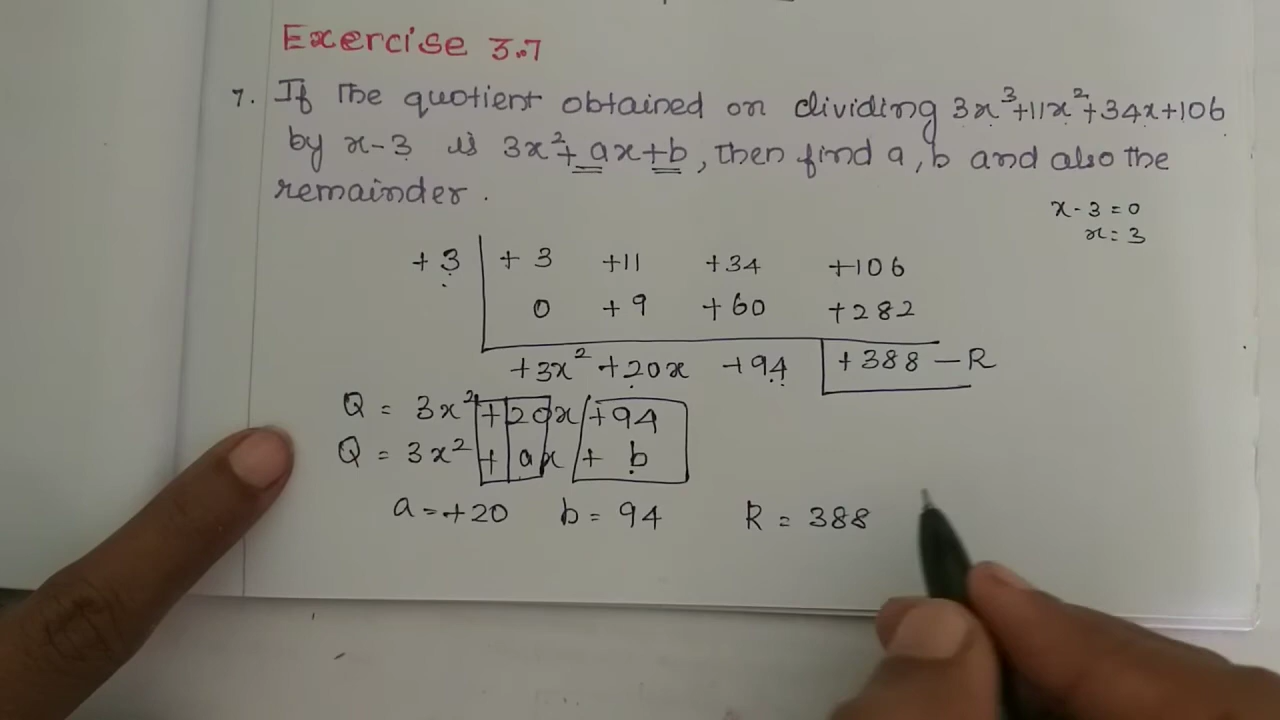 Exercise 3.7
7. If The quotient obtained on dividing 3x³+11x²+34x+106
by x-3 is 3x²+ax+b, then find a, b and also the
remainder.
x-3=0
x=3
+3 | +3 +11 +34 +106
0 +9 +60 +282
+3x² +20x +94 +388 - R
Q = 3x²+20x+94
Q = 3x²+ax+b
a=+20 b=94 R=388